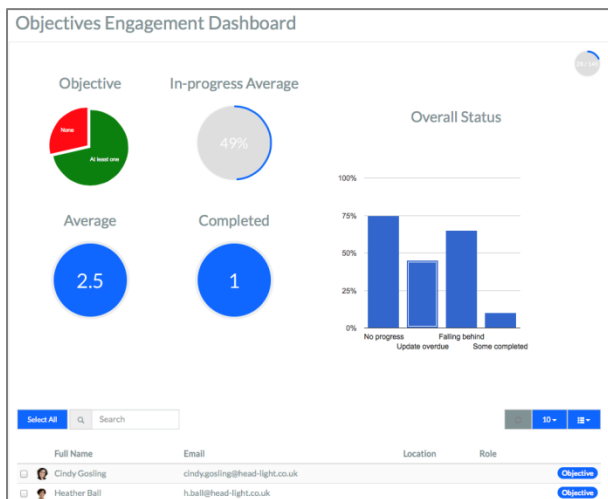 Objectives Engagement Dashboard
Objective
In-progress Average
None
At least one
49%
Overall Status
100%
75%
50%
25%
0%
No progress
Update overdue
Falling behind
Some completed
Average
Completed
2.5
1
Select All
Search
10
Full Name Email Location Role
Cindy Gosling cindy.gosling@head-light.co.uk Objective
Heather Ball h.ball@head-light.co.uk Objective